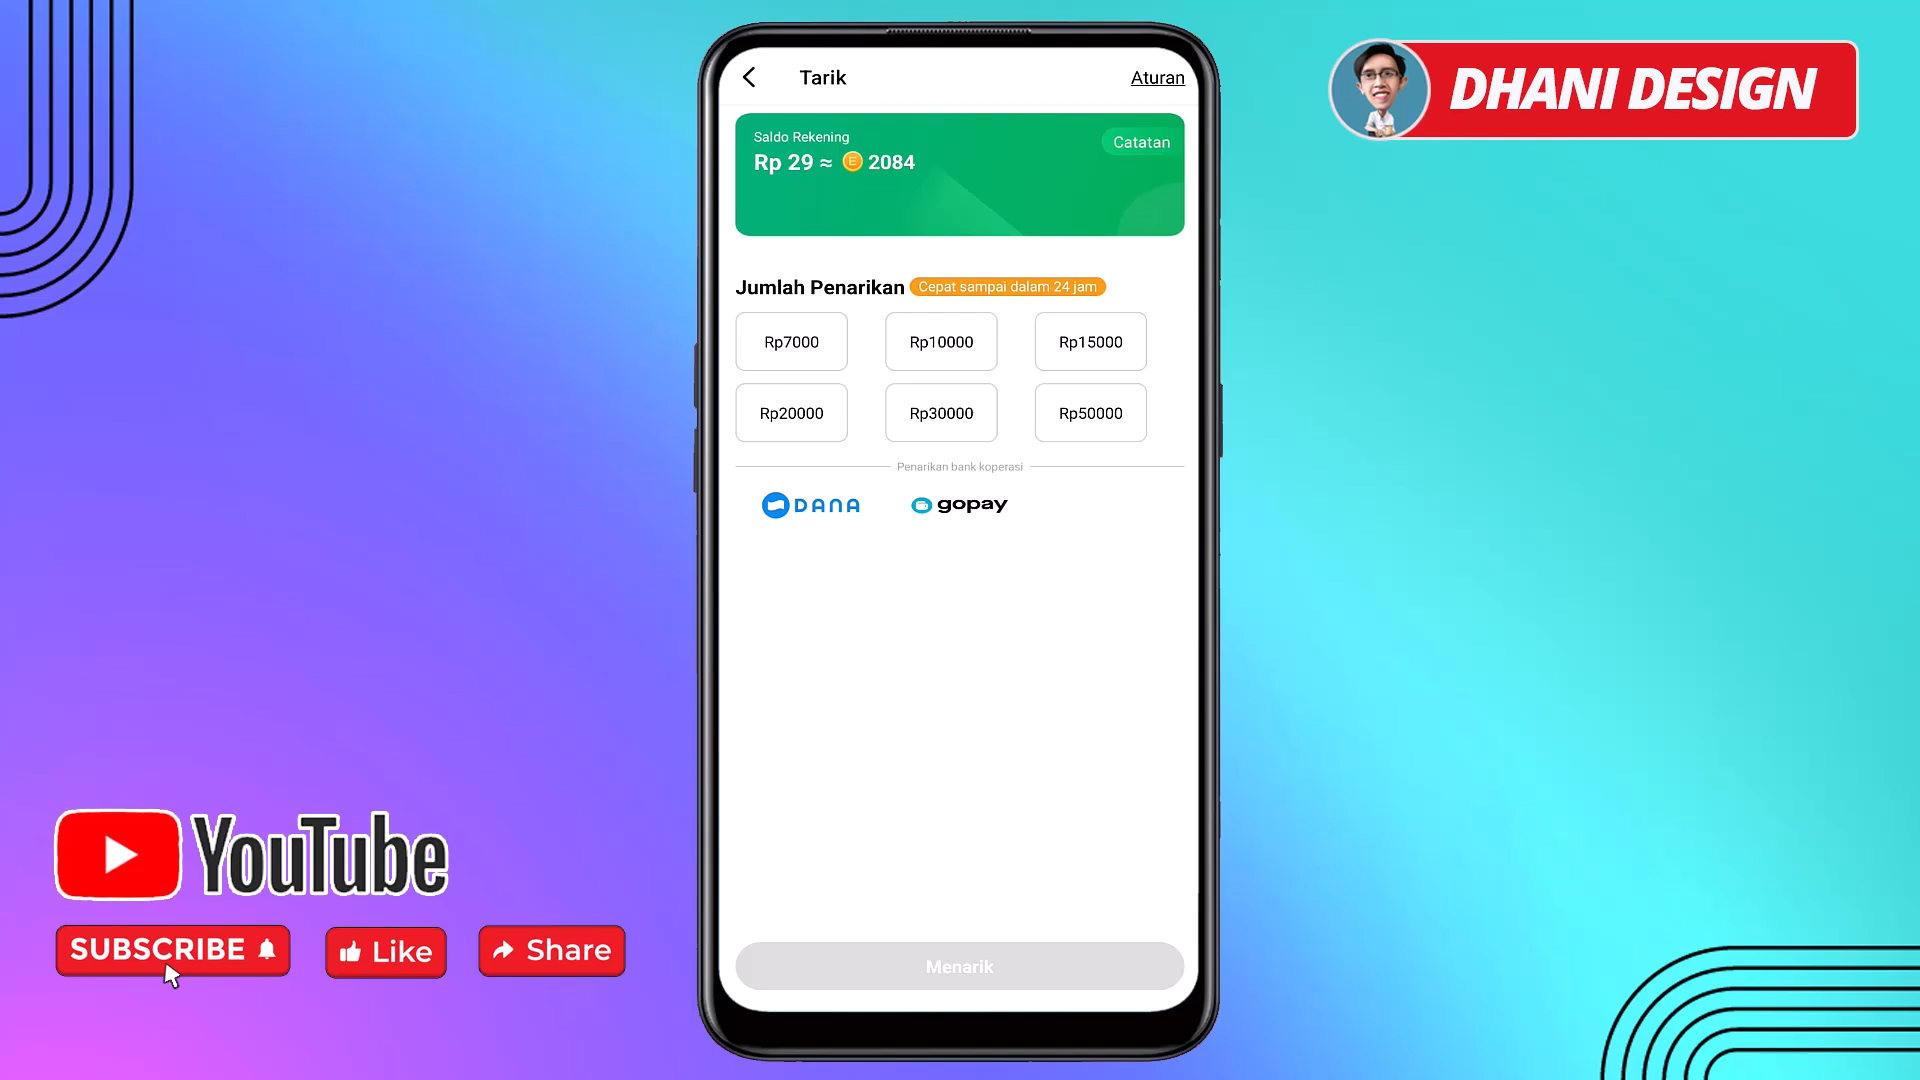 DHANI DESIGN
Tarik
Aturan
Saldo Rekening
Catatan
Rp 29 ≈ E 2084
Jumlah Penarikan Cepat sampai dalam 24 jam
Rp7000 Rp10000 Rp15000
Rp20000 Rp30000 Rp50000
Penarikan bank koperasi
DANA gopay
Menarik
YouTube
SUBSCRIBE Like Share